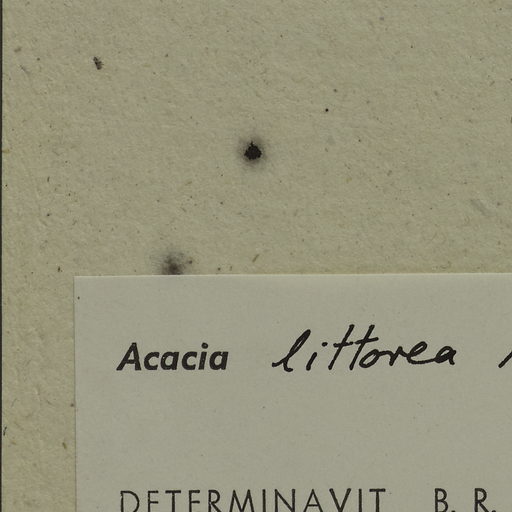 Acacia littorea
DETERMINAVIT B. R.